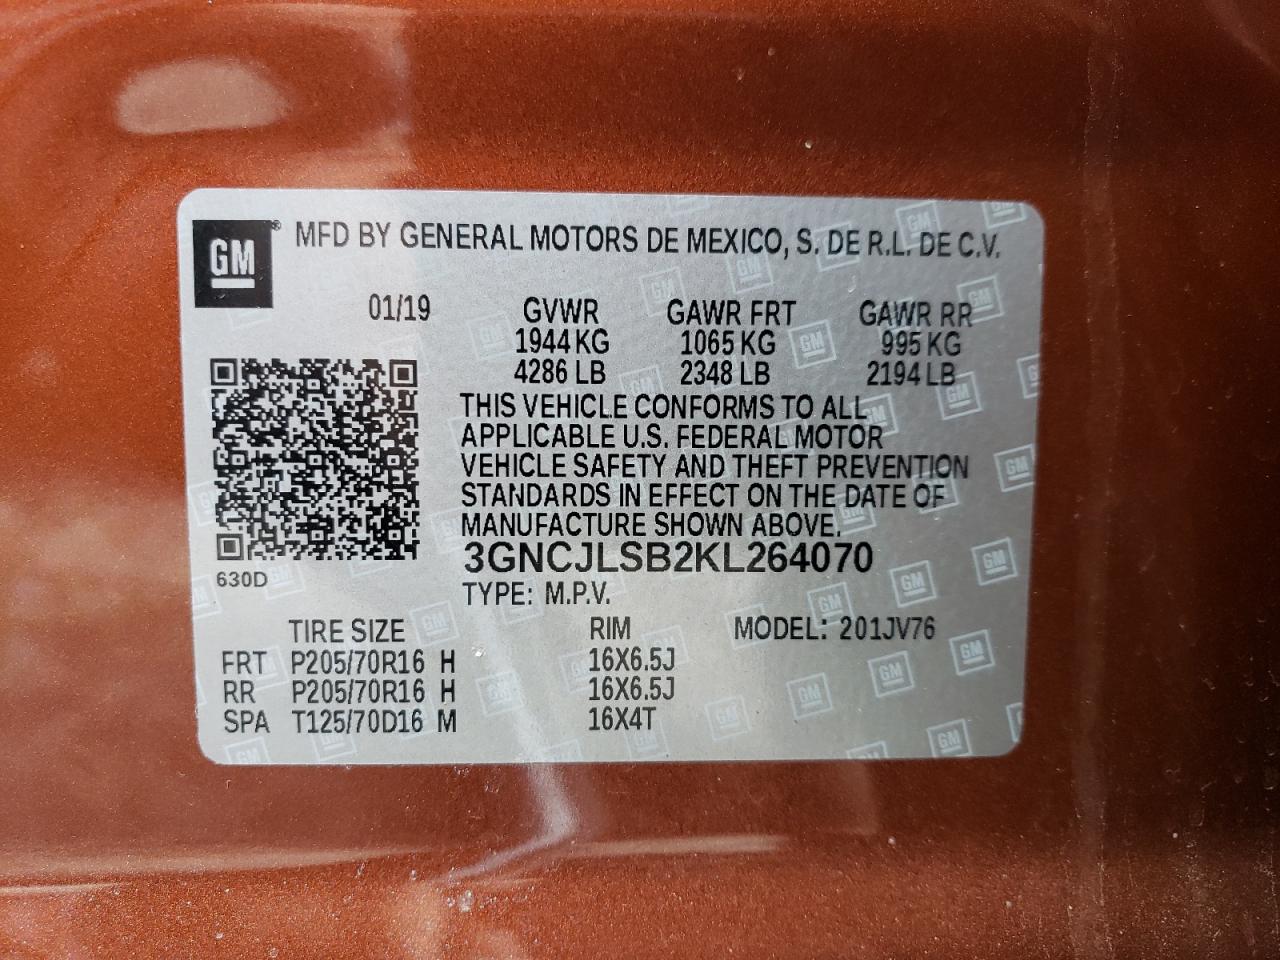 GM® MFD BY GENERAL MOTORS DE MEXICO, S. DE R.L. DE C.V.
01/19 GVWR GAWR FRT GAWR RR
1944 KG 1065 KG 995 KG
4286 LB 2348 LB 2194 LB
THIS VEHICLE CONFORMS TO ALL
APPLICABLE U.S. FEDERAL MOTOR
VEHICLE SAFETY AND THEFT PREVENTION
STANDARDS IN EFFECT ON THE DATE OF
MANUFACTURE SHOWN ABOVE.
3GNCJLSB2KL264070
630D
TYPE: M.P.V.
TIRE SIZE RIM MODEL: 201JV76
FRT P205/70R16 H 16X6.5J
RR P205/70R16 H 16X6.5J
SPA T125/70D16 M 16X4T